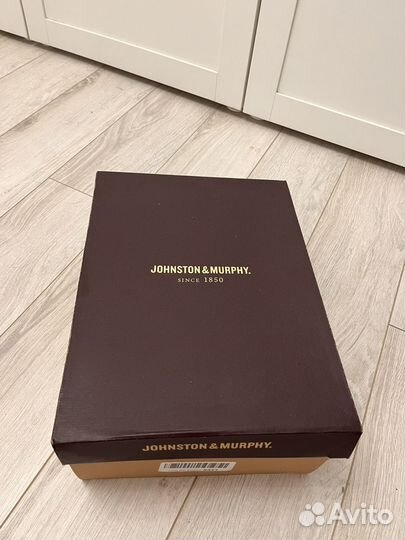 JOHNSTON & MURPHY.
SINCE 1850
JOHNSTON & MURPHY.
Avito